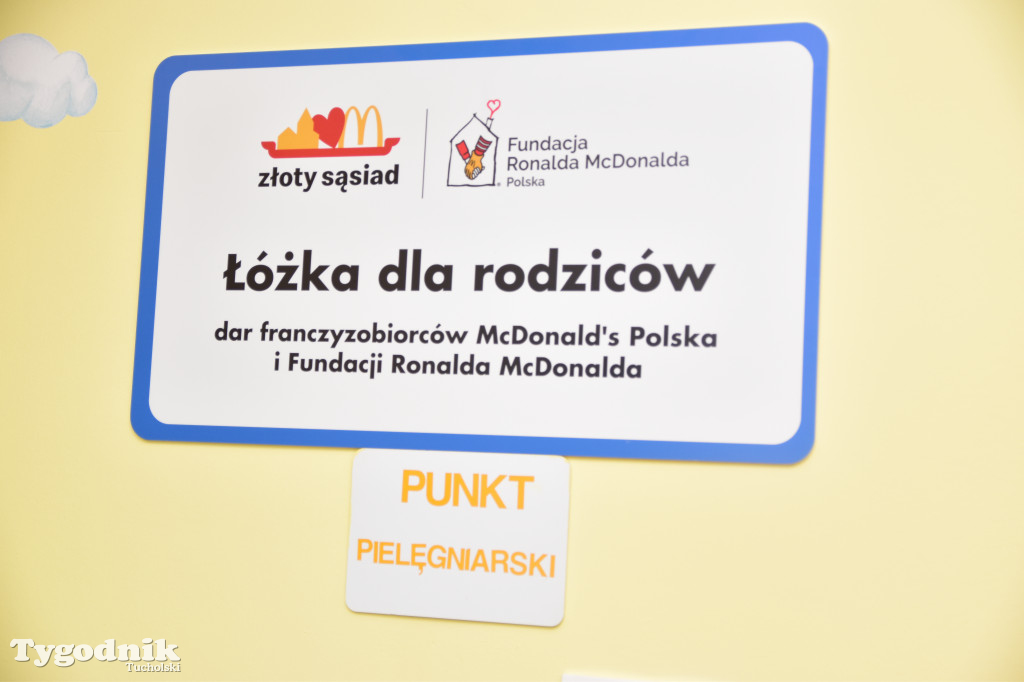 złoty sąsiad
Fundacja
Ronalda McDonalda
Polska
Łóżka dla rodziców
dar franczyzobiorców McDonald's Polska
i Fundacji Ronalda McDonalda
PUNKT
PIELĘGNIARSKI
Tygodnik
Tucholski